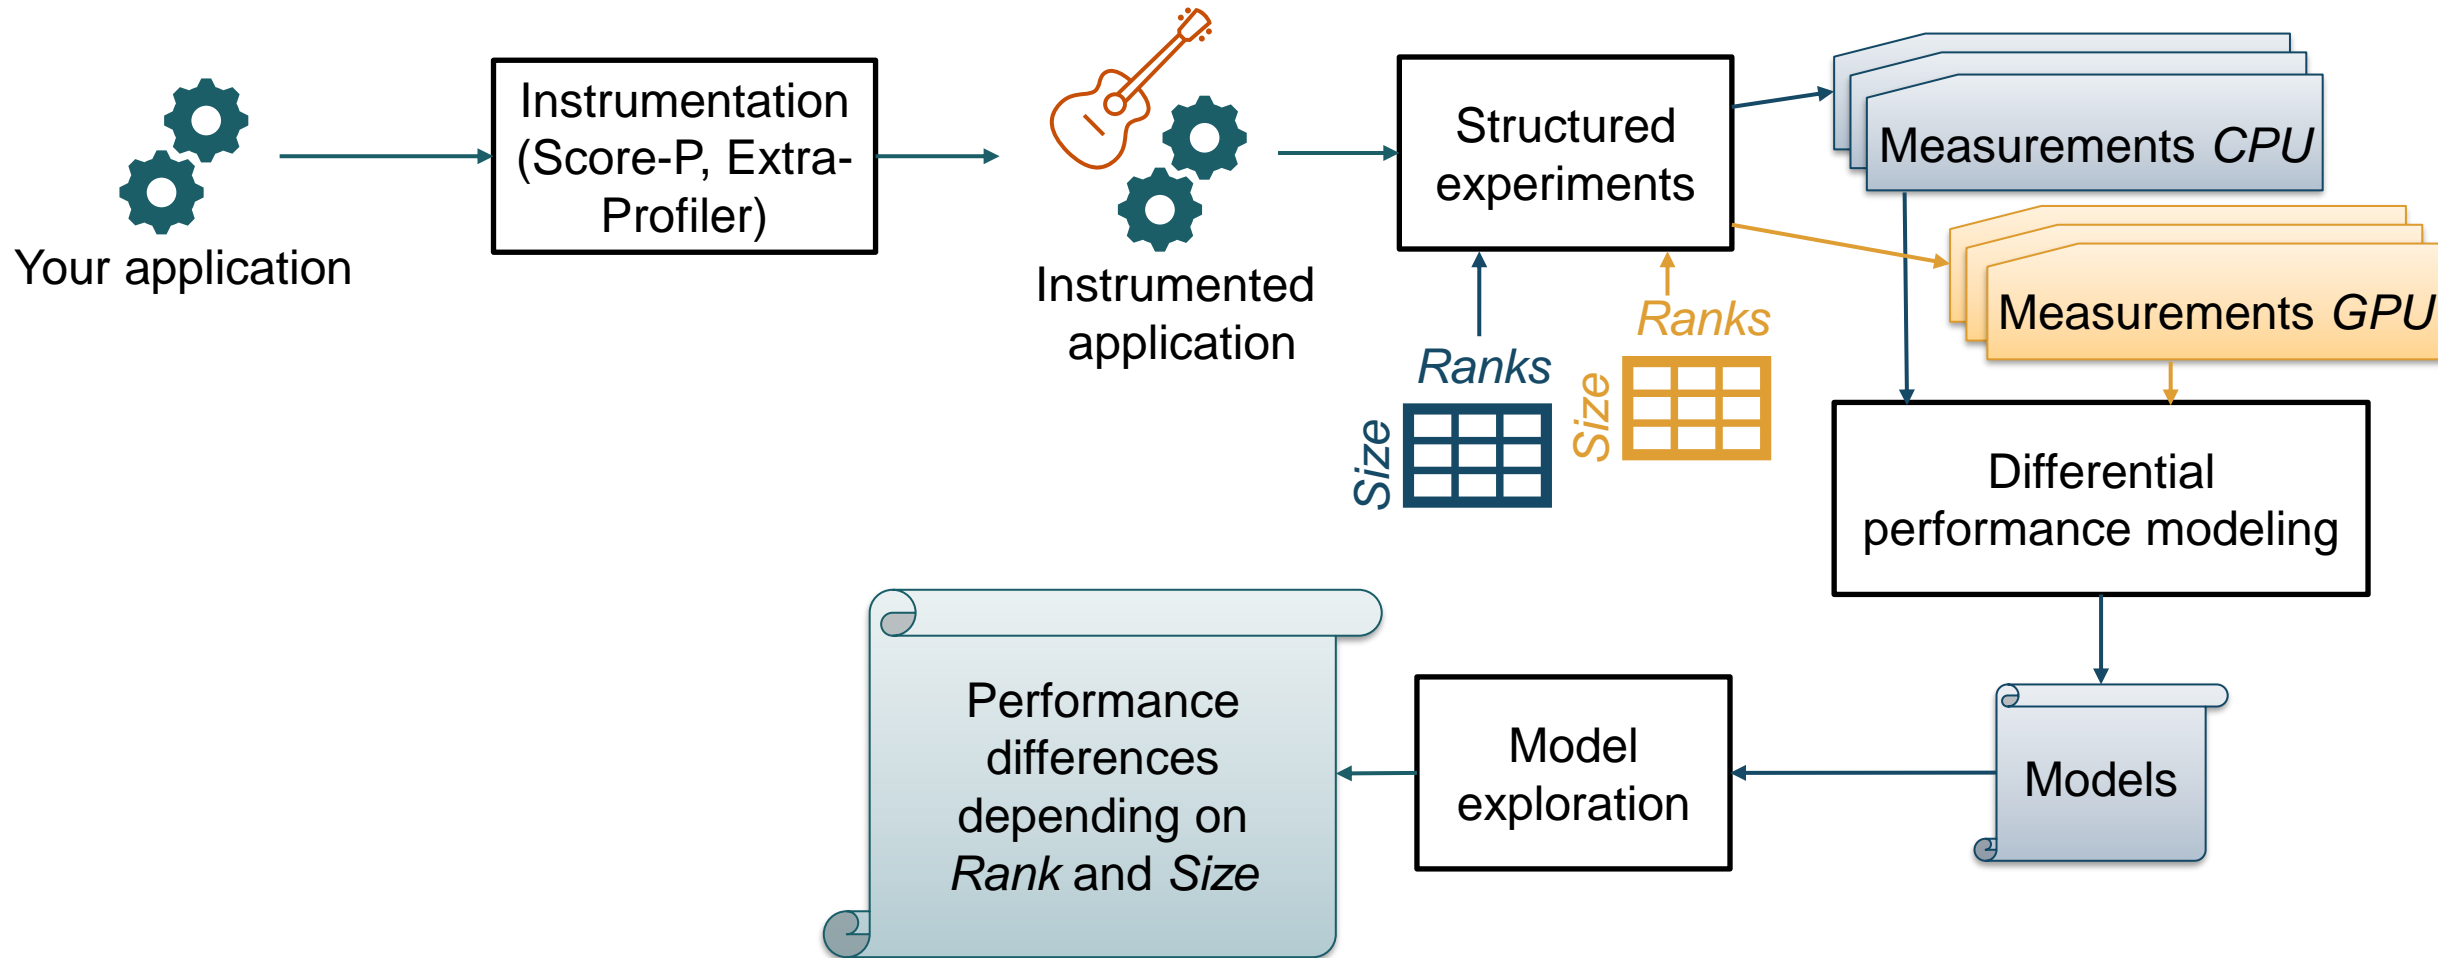 Your application
Instrumentation
(Score-P, Extra-
Profiler)
Instrumented
application
Structured
experiments
Ranks
Size
Ranks
Size
Measurements CPU
Measurements GPU
Differential
performance modeling
Models
Model
exploration
Performance
differences
depending on
Rank and Size